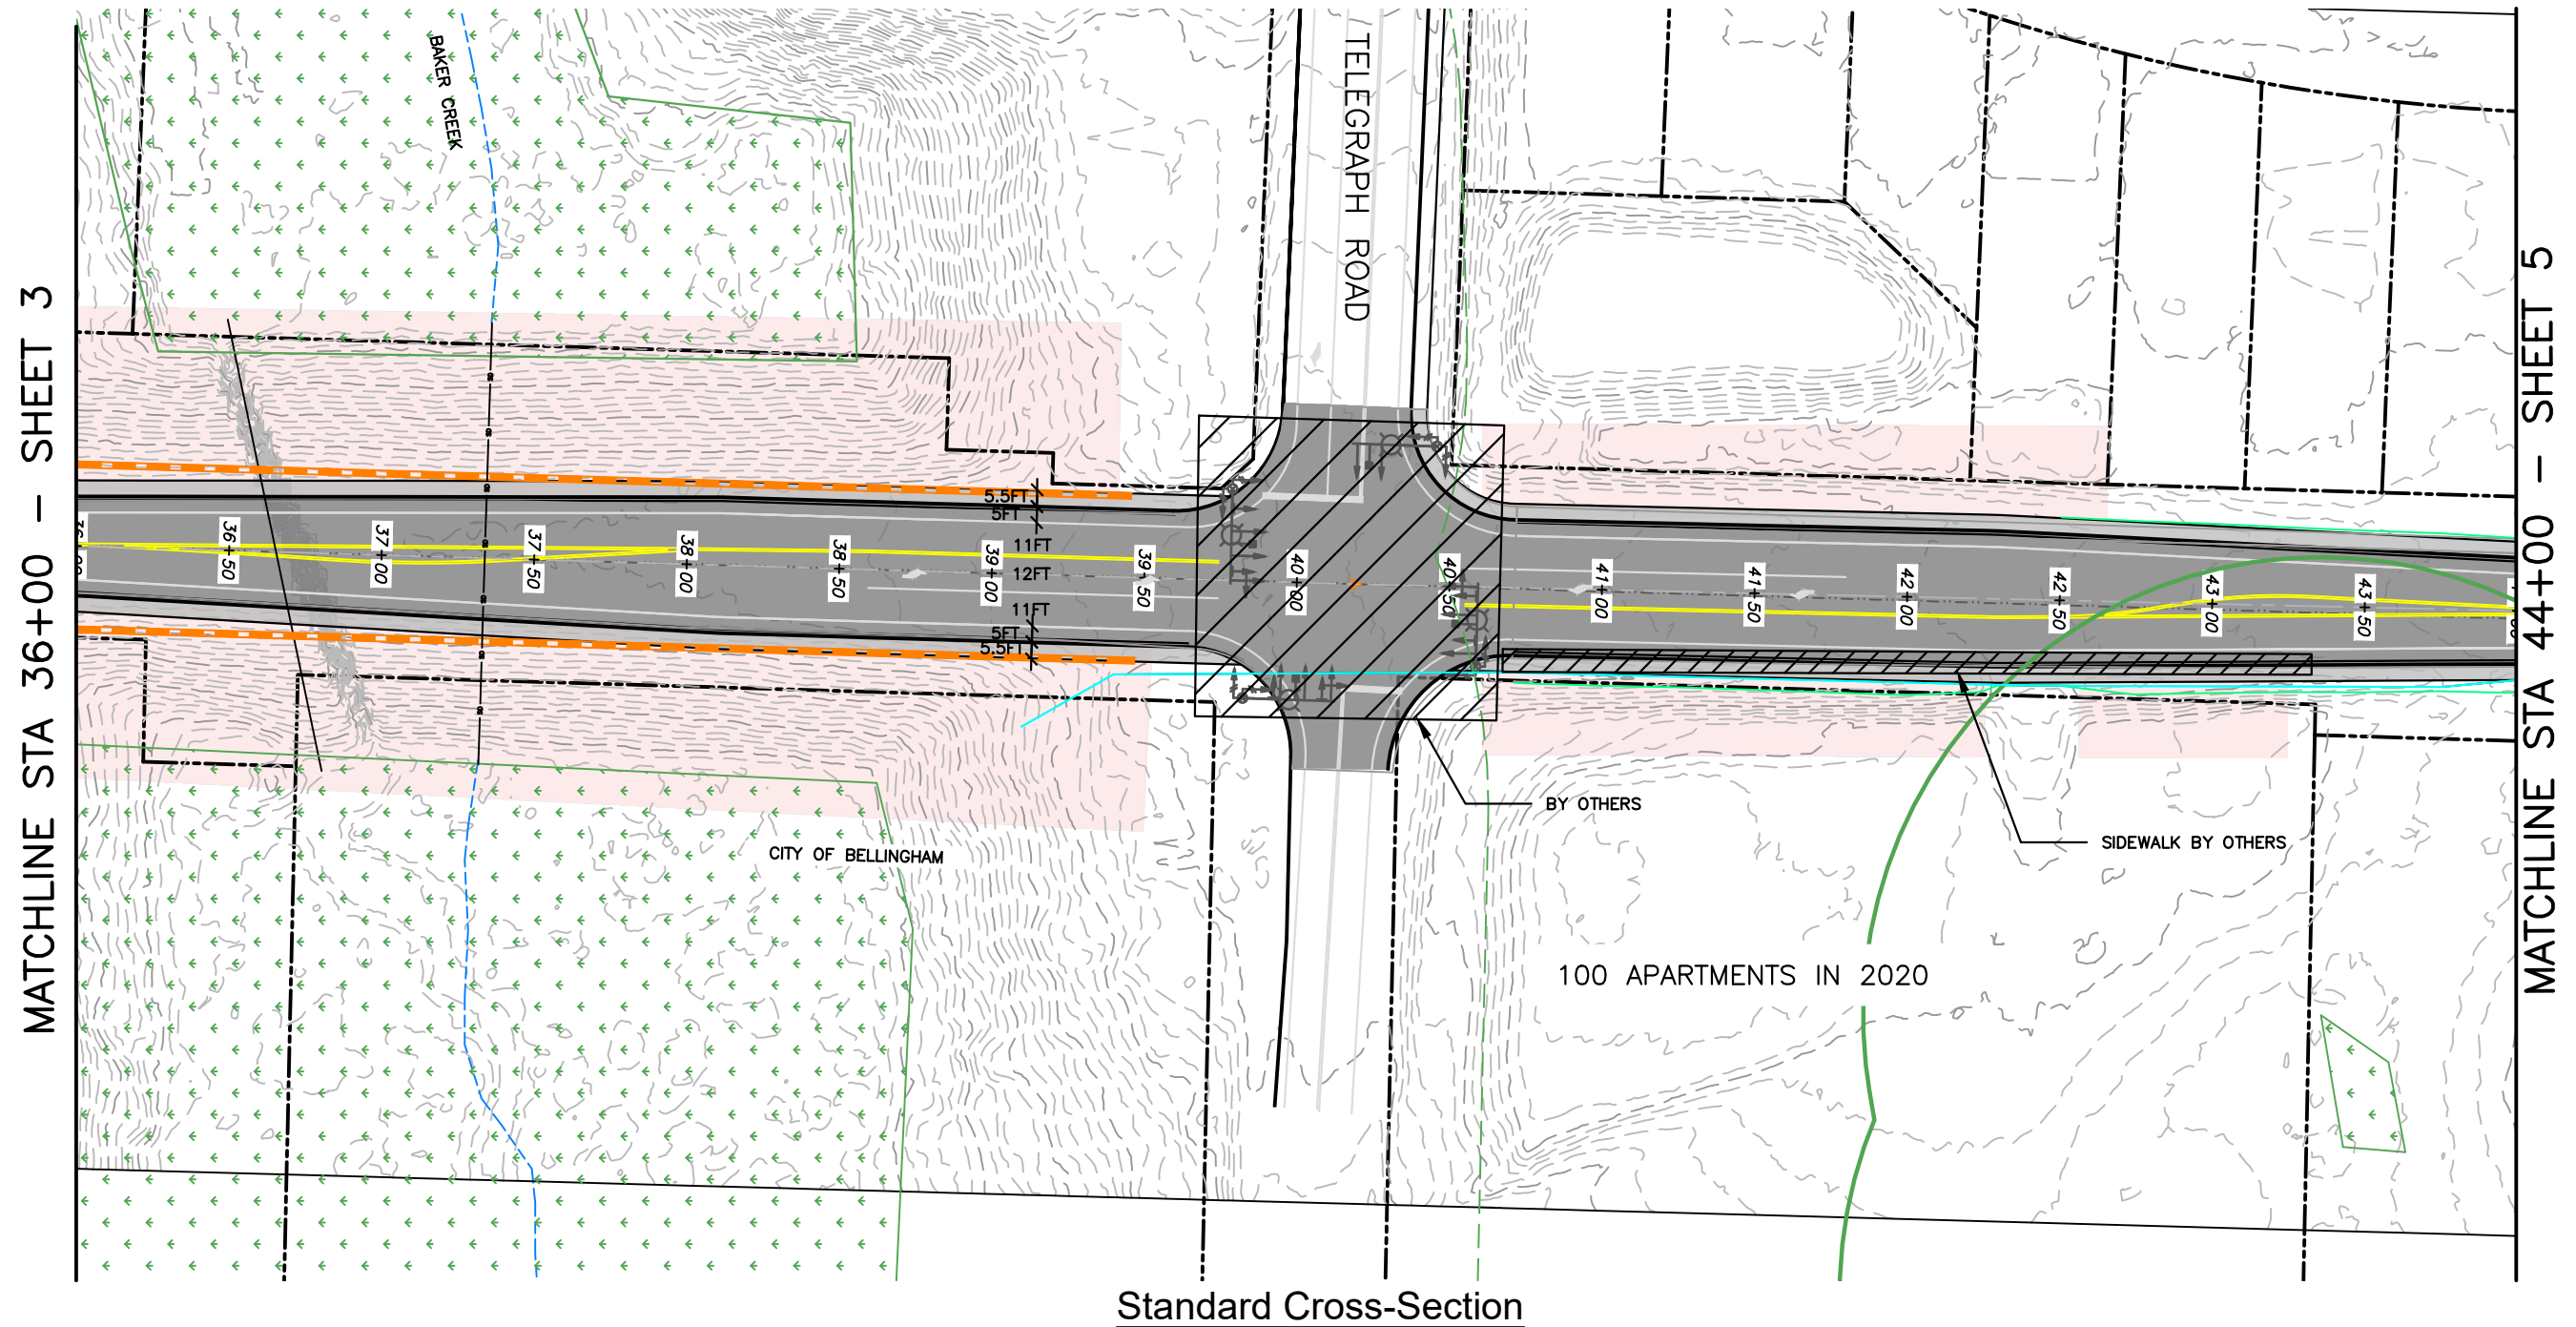 MATCHLINE STA 36+00 – SHEET 3
BAKER CREEK
TELEGRAPH ROAD
MATCHLINE STA 44+00 – SHEET 5
5.5FT
5FT
11FT
12FT
11FT
5FT
5.5FT
36+50
37+00
37+50
38+00
38+50
39+00
39+50
40+00
40+50
41+00
41+50
42+00
42+50
43+00
43+50
BY OTHERS
SIDEWALK BY OTHERS
CITY OF BELLINGHAM
100 APARTMENTS IN 2020
Standard Cross-Section